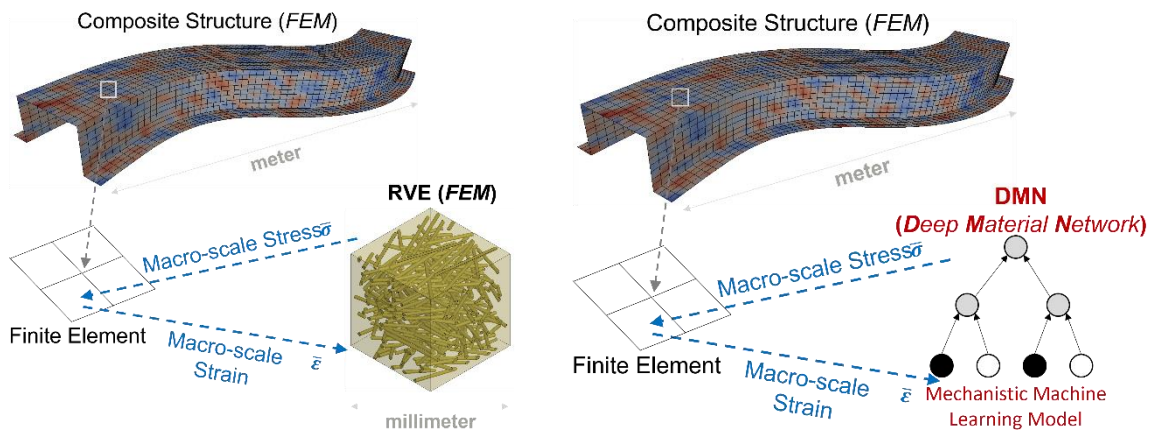 Composite Structure (FEM)
meter
RVE (FEM)
Macro-scale Stress σ̄
Finite Element
Macro-scale
Strain
ε̄
millimeter
Composite Structure (FEM)
meter
DMN
(Deep Material Network)
Macro-scale Stress σ̄
Finite Element
Macro-scale
Strain
ε̄
Mechanistic Machine
Learning Model